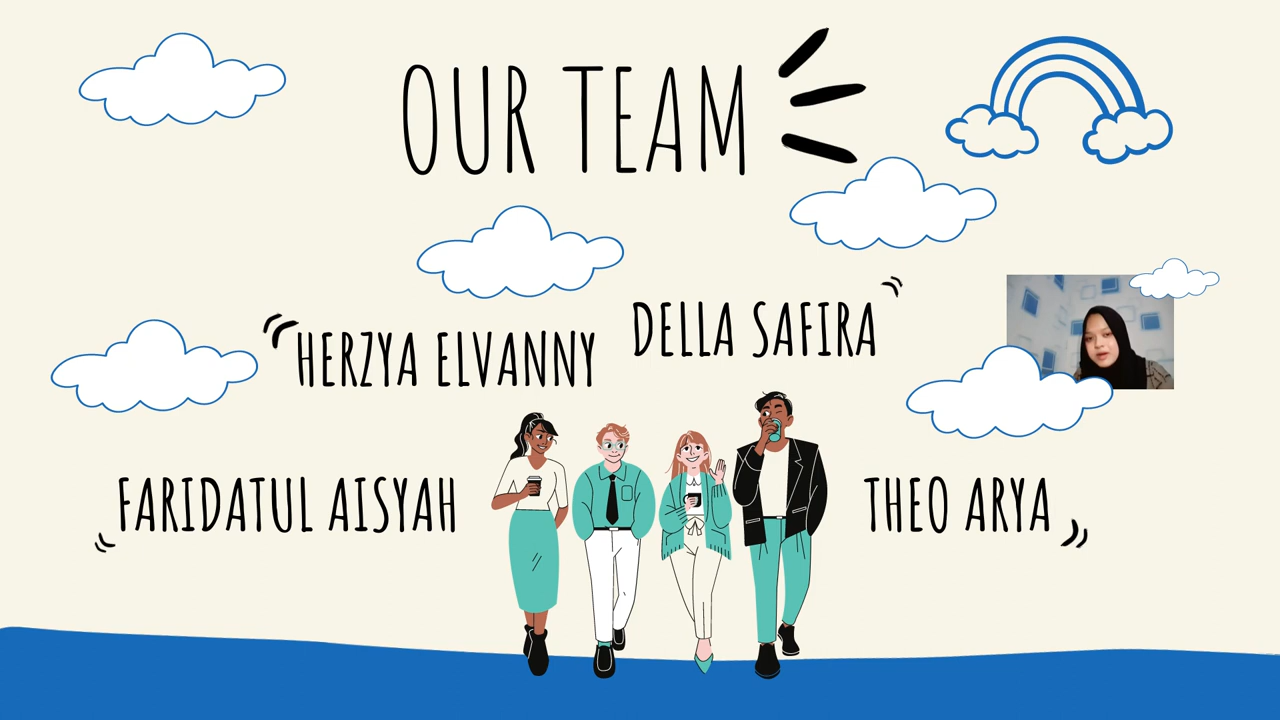 OUR TEAM
HERZYA ELVANNY
DELLA SAFIRA
FARIDATUL AISYAH
THEO ARYA